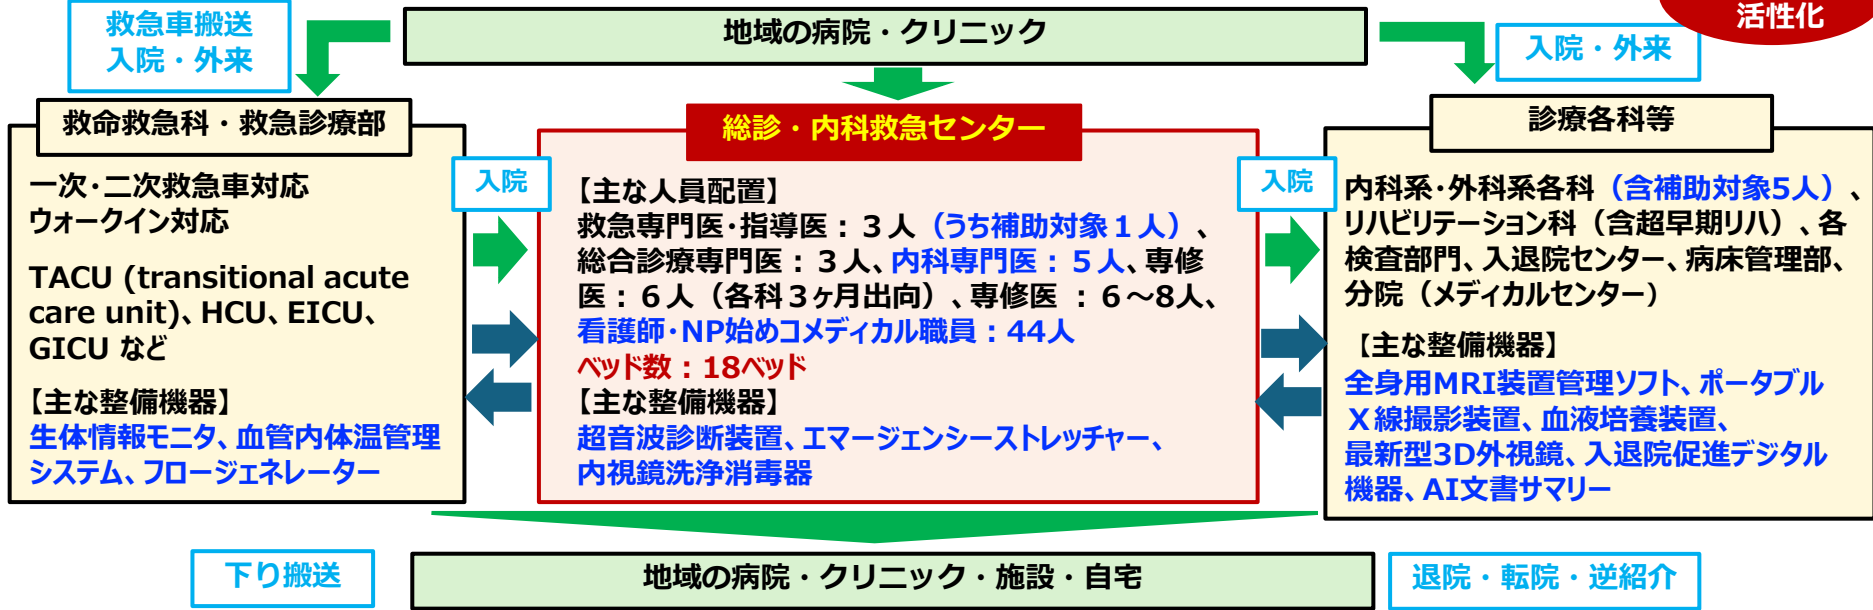 活性化
救急車搬送
入院・外来
地域の病院・クリニック
入院・外来
救命救急科・救急診療部
一次･二次救急車対応
ウォークイン対応
TACU (transitional acute
care unit)、HCU、EICU、
GICU など
【主な整備機器】
生体情報モニタ、血管内体温管理
システム、フロージェネレーター
入院
総診・内科救急センター
【主な人員配置】
救急専門医･指導医：３人（うち補助対象１人）、
総合診療専門医：３人、内科専門医：５人、専修
医：６人（各科３ヶ月出向）、専修医 ：６～8人、
看護師・NP始めコメディカル職員：44人
ベッド数：18ベッド
【主な整備機器】
超音波診断装置、エマージェンシーストレッチャー、
内視鏡洗浄消毒器
入院
診療各科等
内科系･外科系各科（含補助対象5人）、
リハビリテーション科（含超早期リハ）、各
検査部門、入退院センター、病床管理部、
分院（メディカルセンター）
【主な整備機器】
全身用MRI装置管理ソフト、ポータブル
Ｘ線撮影装置、血液培養装置、
最新型3D外視鏡、入退院促進デジタル
機器、AI文書サマリー
下り搬送
地域の病院・クリニック・施設・自宅
退院・転院・逆紹介